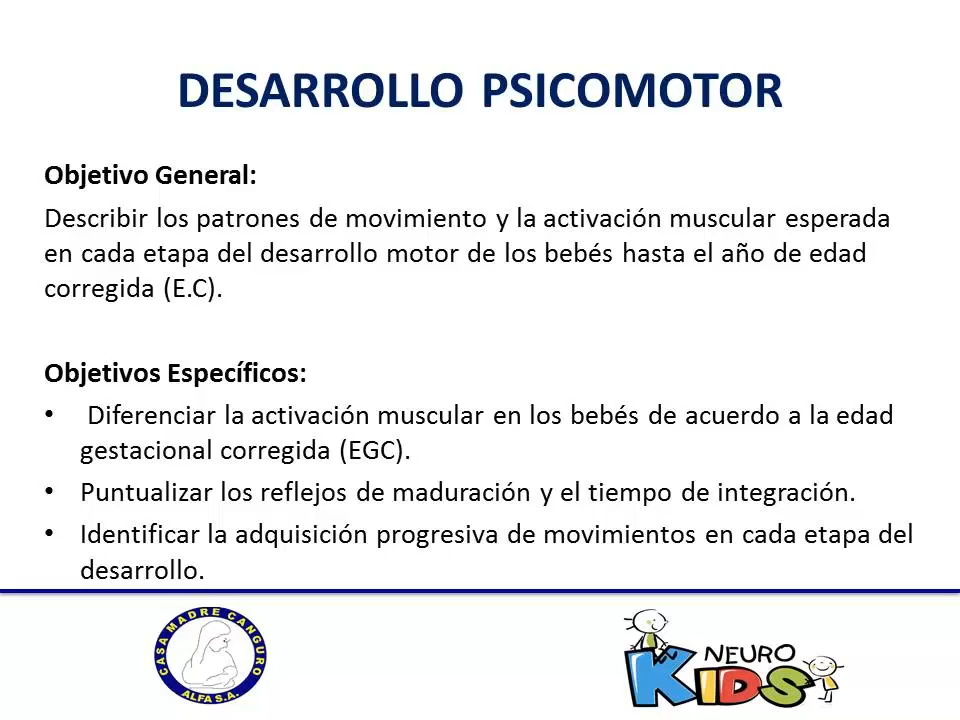 DESARROLLO PSICOMOTOR
Objetivo General:
Describir los patrones de movimiento y la activación muscular esperada
en cada etapa del desarrollo motor de los bebés hasta el año de edad
corregida (E.C).
Objetivos Específicos:
• Diferenciar la activación muscular en los bebés de acuerdo a la edad
gestacional corregida (EGC).
• Puntualizar los reflejos de maduración y el tiempo de integración.
• Identificar la adquisición progresiva de movimientos en cada etapa del
desarrollo.
CASA MADRE CANGURO
ALFA S.A.
NEURO
KIDS